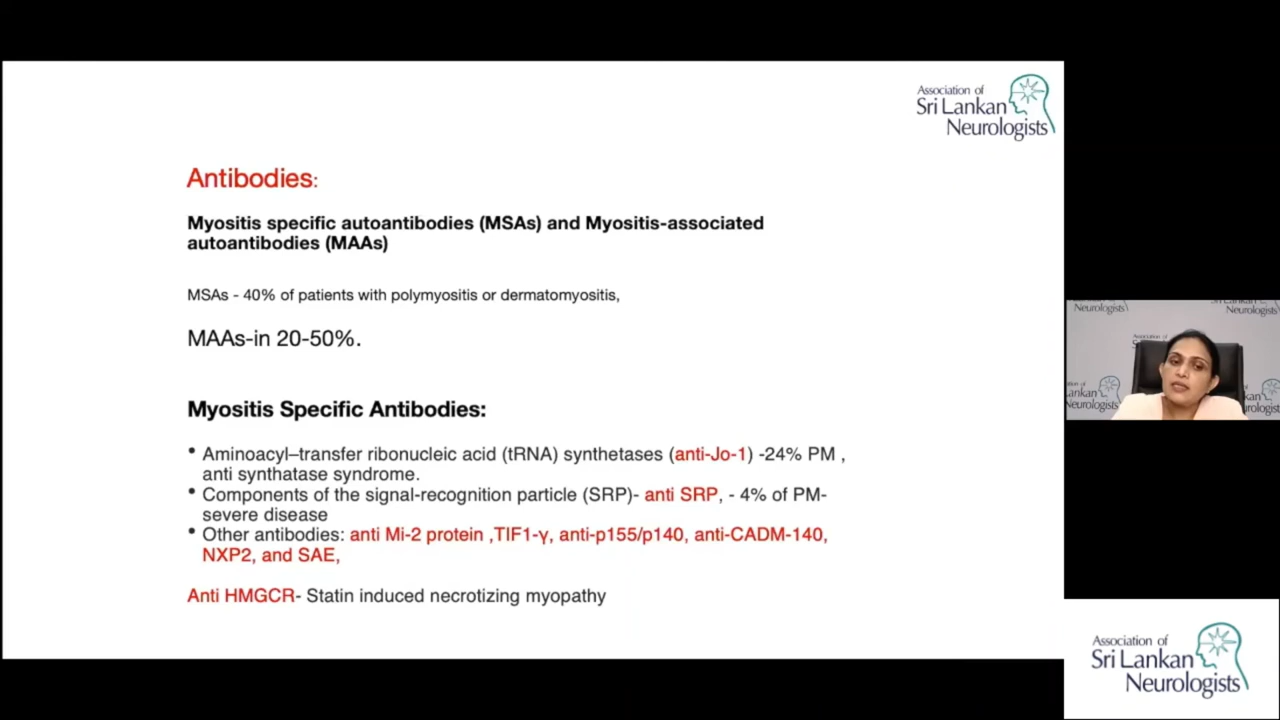 Association of
Sri Lankan
Neurologists
Antibodies:
Myositis specific autoantibodies (MSAs) and Myositis-associated
autoantibodies (MAAs)
MSAs - 40% of patients with polymyositis or dermatomyositis,
MAAs-in 20-50%.
Myositis Specific Antibodies:
• Aminoacyl–transfer ribonucleic acid (tRNA) synthetases (anti-Jo-1) -24% PM ,
anti synthatase syndrome.
• Components of the signal-recognition particle (SRP)- anti SRP, - 4% of PM-
severe disease
• Other antibodies: anti Mi-2 protein ,TIF1-γ, anti-p155/p140, anti-CADM-140,
NXP2, and SAE,
Anti HMGCR- Statin induced necrotizing myopathy
Neurologists
Neurologists
Association of
Association of
Sri Lankan
Neurologists